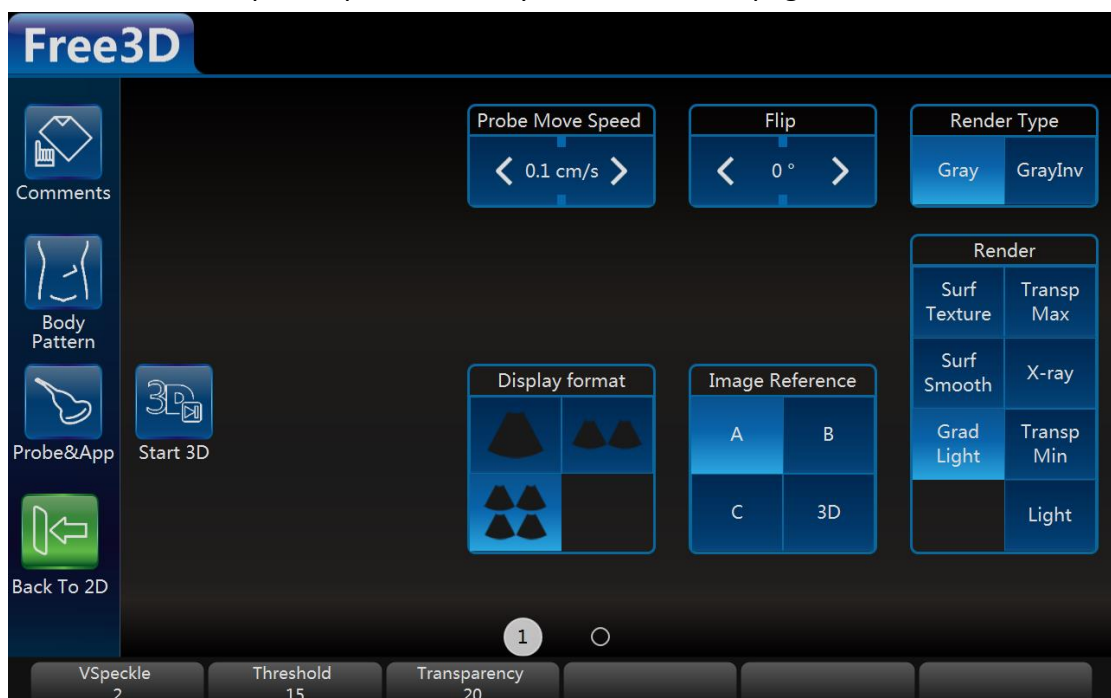 Free3D
Comments
Body
Pattern
Probe&App
Back To 2D
Start 3D
Probe Move Speed
0.1 cm/s
Flip
0 °
Render Type
Gray
GrayInv
Display format
Image Reference
A
B
C
3D
Render
Surf
Texture
Transp
Max
Surf
Smooth
X-ray
Grad
Light
Transp
Min
Light
1
VSpeckle
2
Threshold
15
Transparency
20